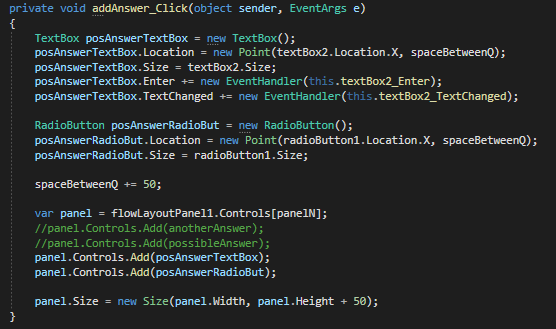 private void addAnswer_Click(object sender, EventArgs e)
{
TextBox posAnswerTextBox = new TextBox();
posAnswerTextBox.Location = new Point(textBox2.Location.X, spaceBetweenQ);
posAnswerTextBox.Size = textBox2.Size;
posAnswerTextBox.Enter += new EventHandler(this.textBox2_Enter);
posAnswerTextBox.TextChanged += new EventHandler(this.textBox2_TextChanged);
RadioButton posAnswerRadioBut = new RadioButton();
posAnswerRadioBut.Location = new Point(radioButton1.Location.X, spaceBetweenQ);
posAnswerRadioBut.Size = radioButton1.Size;
spaceBetweenQ += 50;
var panel = flowLayoutPanel1.Controls[panelN];
//panel.Controls.Add(anotherAnswer);
//panel.Controls.Add(possibleAnswer);
panel.Controls.Add(posAnswerTextBox);
panel.Controls.Add(posAnswerRadioBut);
panel.Size = new Size(panel.Width, panel.Height + 50);
}